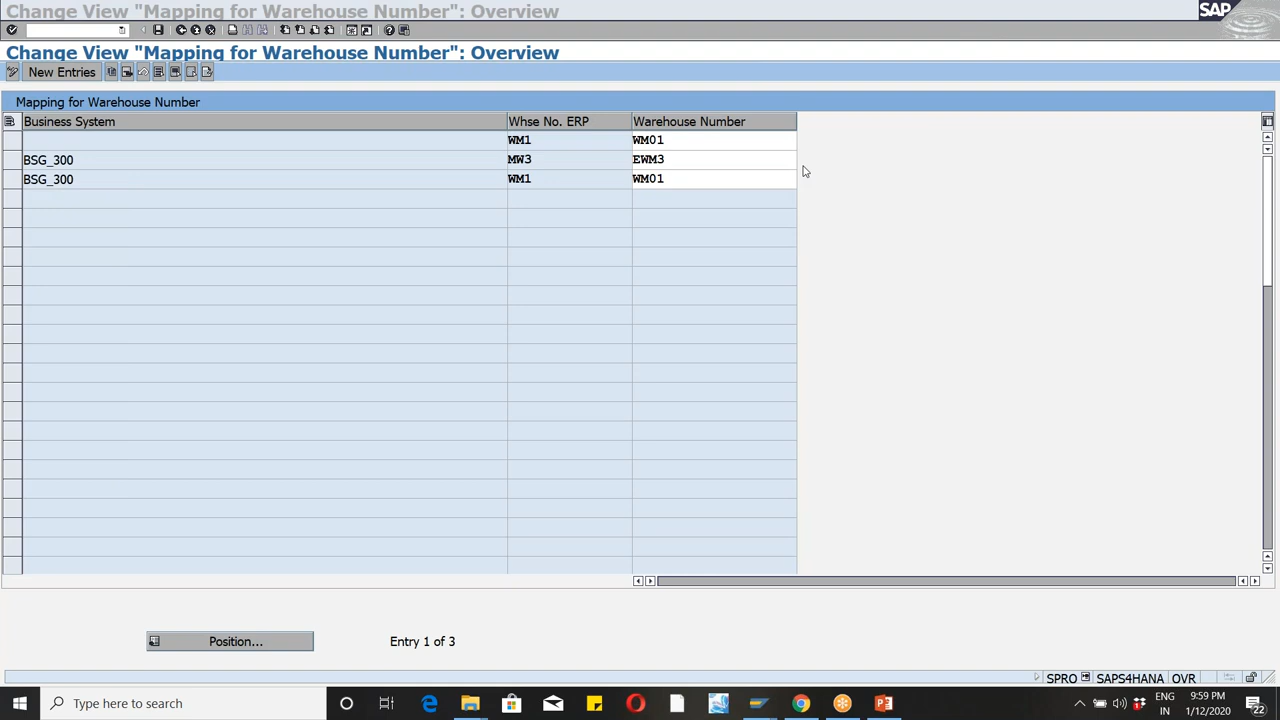 Change View "Mapping for Warehouse Number": Overview
SAP
Change View "Mapping for Warehouse Number": Overview
New Entries
Mapping for Warehouse Number
Business System Whse No. ERP Warehouse Number
WM1 WM01
BSG_300 MW3 EWM3
BSG_300 WM1 WM01
Position... Entry 1 of 3
SPRO SAPS4HANA OVR
Type here to search
ENG 9:59 PM
IN 1/12/2020 22